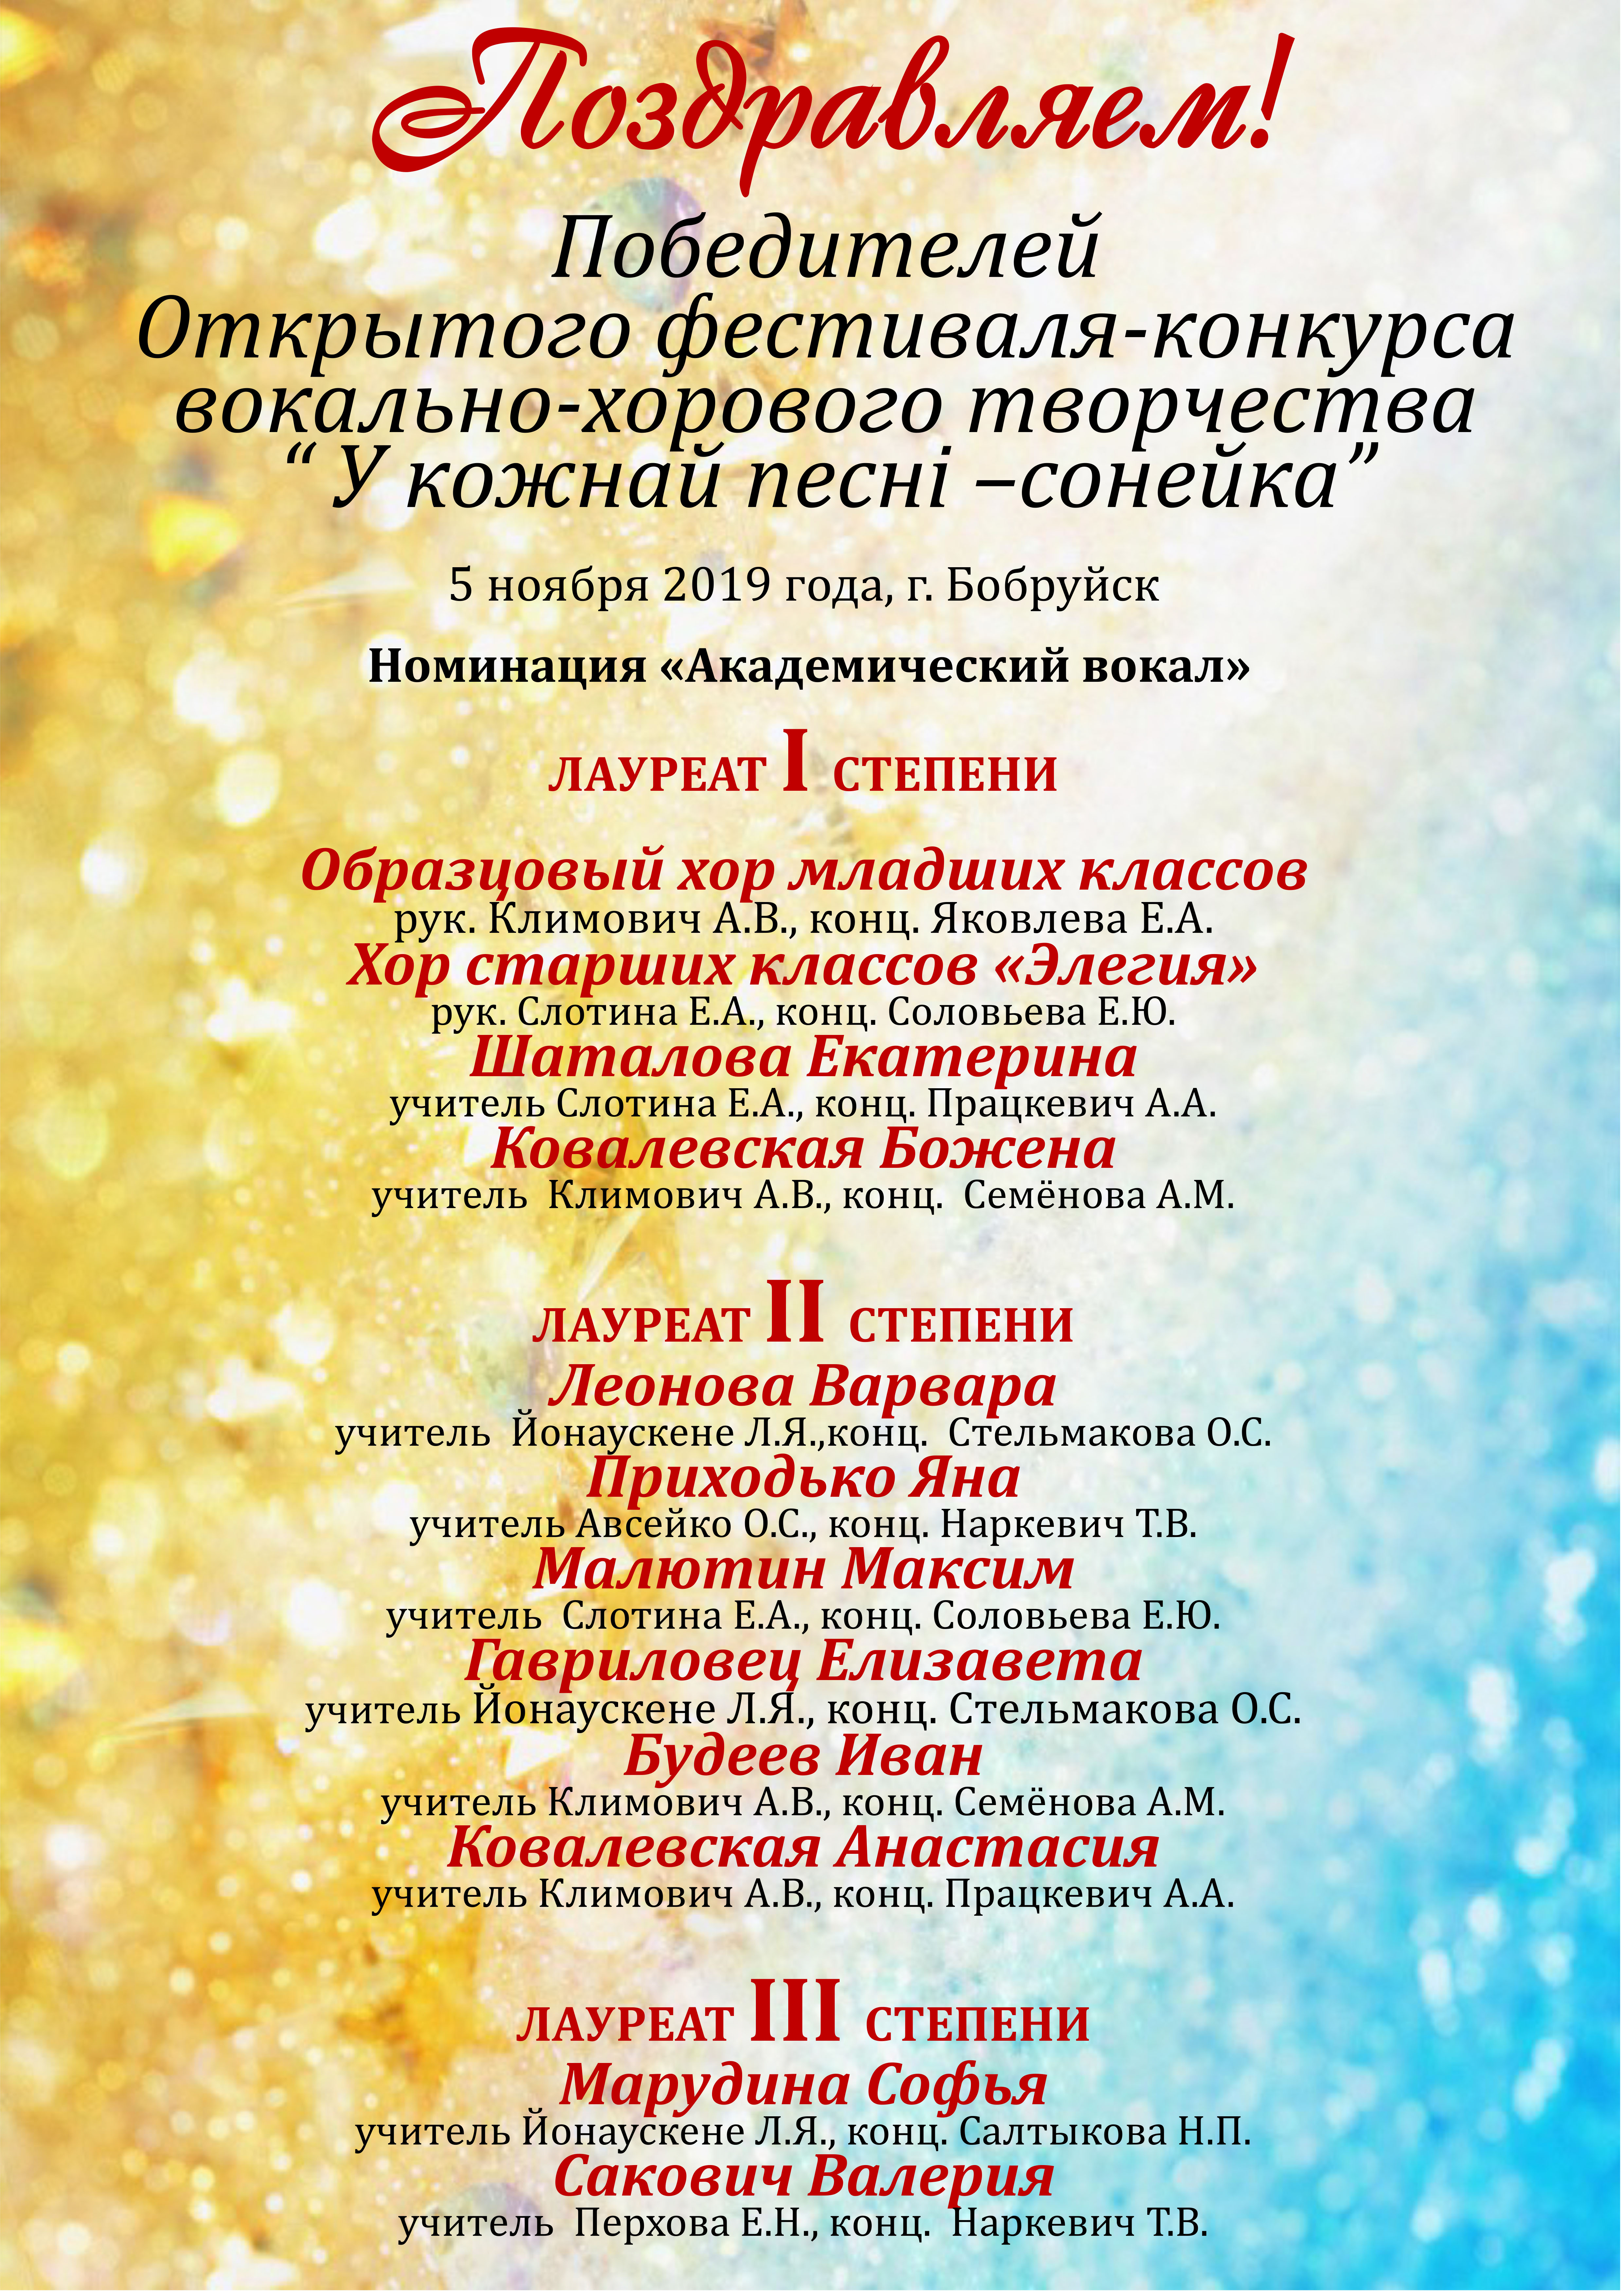 Поздравляем!
Победителей
Открытого фестиваля-конкурса
вокально-хорового творчества
“ У кожнай песні –сонейка”
5 ноября 2019 года, г. Бобруйск
Номинация «Академический вокал»
ЛАУРЕАТ I СТЕПЕНИ
Образцовый хор младших классов
рук. Климович А.В., конц. Яковлева Е.А.
Хор старших классов «Элегия»
рук. Слотина Е.А., конц. Соловьева Е.Ю.
Шаталова Екатерина
учитель Слотина Е.А., конц. Працкевич А.А.
Ковалевская Божена
учитель Климович А.В., конц. Семёнова А.М.
ЛАУРЕАТ II СТЕПЕНИ
Леонова Варвара
учитель Йонаускене Л.Я.,конц. Стельмакова О.С.
Приходько Яна
учитель Авсейко О.С., конц. Наркевич Т.В.
Малютин Максим
учитель Слотина Е.А., конц. Соловьева Е.Ю.
Гавриловец Елизавета
учитель Йонаускене Л.Я., конц. Стельмакова О.С.
Будеев Иван
учитель Климович А.В., конц. Семёнова А.М.
Ковалевская Анастасия
учитель Климович А.В., конц. Працкевич А.А.
ЛАУРЕАТ III СТЕПЕНИ
Марудина Софья
учитель Йонаускене Л.Я., конц. Салтыкова Н.П.
Сакович Валерия
учитель Перхова Е.Н., конц. Наркевич Т.В.